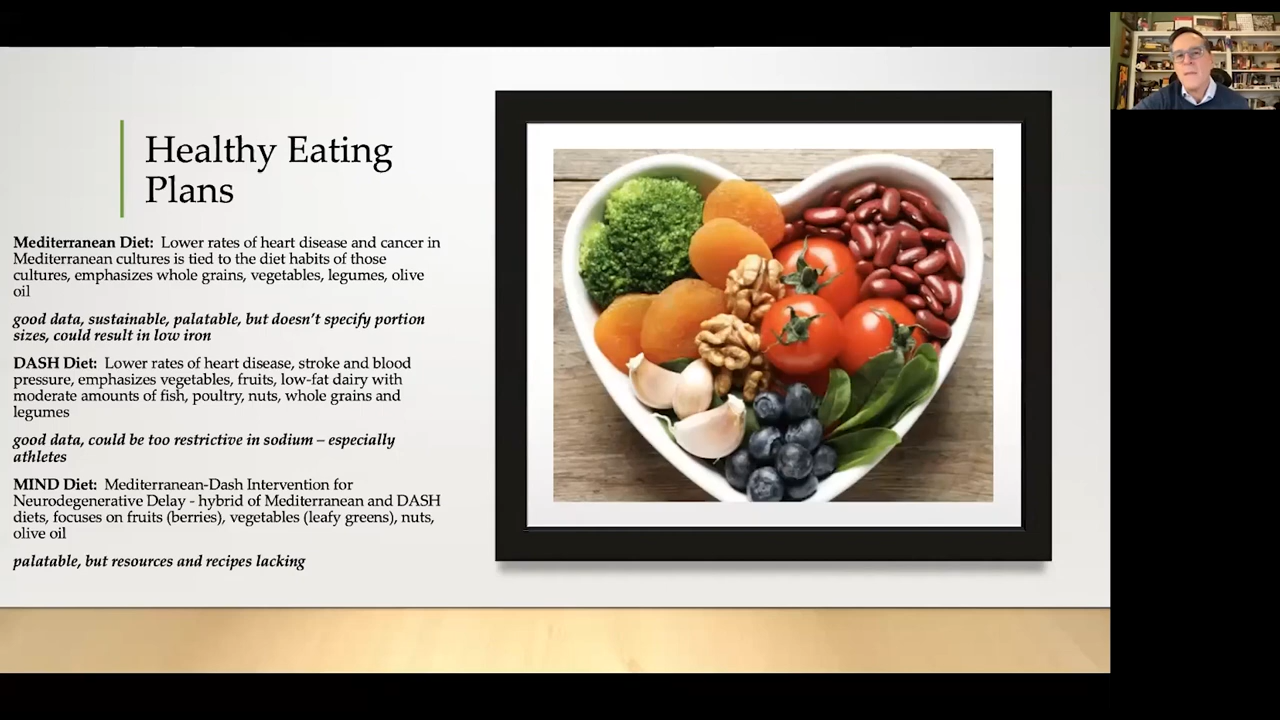 Healthy Eating
Plans
Mediterranean Diet: Lower rates of heart disease and cancer in
Mediterranean cultures is tied to the diet habits of those
cultures, emphasizes whole grains, vegetables, legumes, olive
oil
good data, sustainable, palatable, but doesn’t specify portion
sizes, could result in low iron
DASH Diet: Lower rates of heart disease, stroke and blood
pressure, emphasizes vegetables, fruits, low-fat dairy with
moderate amounts of fish, poultry, nuts, whole grains and
legumes
good data, could be too restrictive in sodium – especially
athletes
MIND Diet: Mediterranean-Dash Intervention for
Neurodegenerative Delay - hybrid of Mediterranean and DASH
diets, focuses on fruits (berries), vegetables (leafy greens), nuts,
olive oil
palatable, but resources and recipes lacking